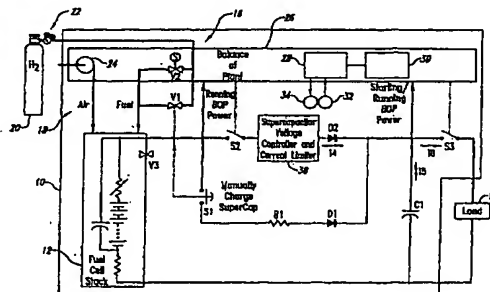 22
16
26
H2
24
Balance
of
Plant
28
30
34
32
V2
Air
Fuel
V1
Running
BOP
Power
Starting/
Running
BOP
Power
20
18
V3
S2
Supercapacitor
Voltage
Controller and
Current Limiter
38
D2
14
S3
10
Manually
Charge
SuperCap
S1
R1
D1
15
C1
Load
12
Fuel Cell
Stack